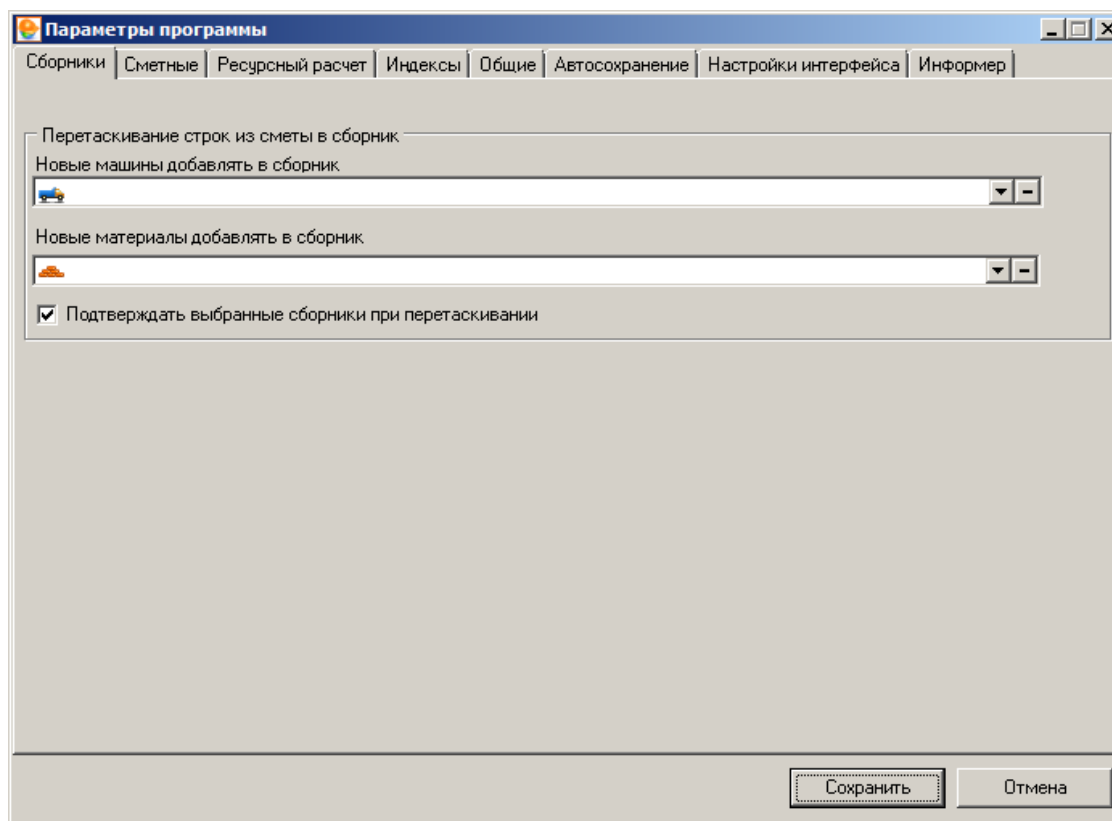 Параметры программы
Сборники Сметные Ресурсный расчет Индексы Общие Автосохранение Настройки интерфейса Информер
Перетаскивание строк из сметы в сборник
Новые машины добавлять в сборник
Новые материалы добавлять в сборник
Подтверждать выбранные сборники при перетаскивании
Сохранить Отмена